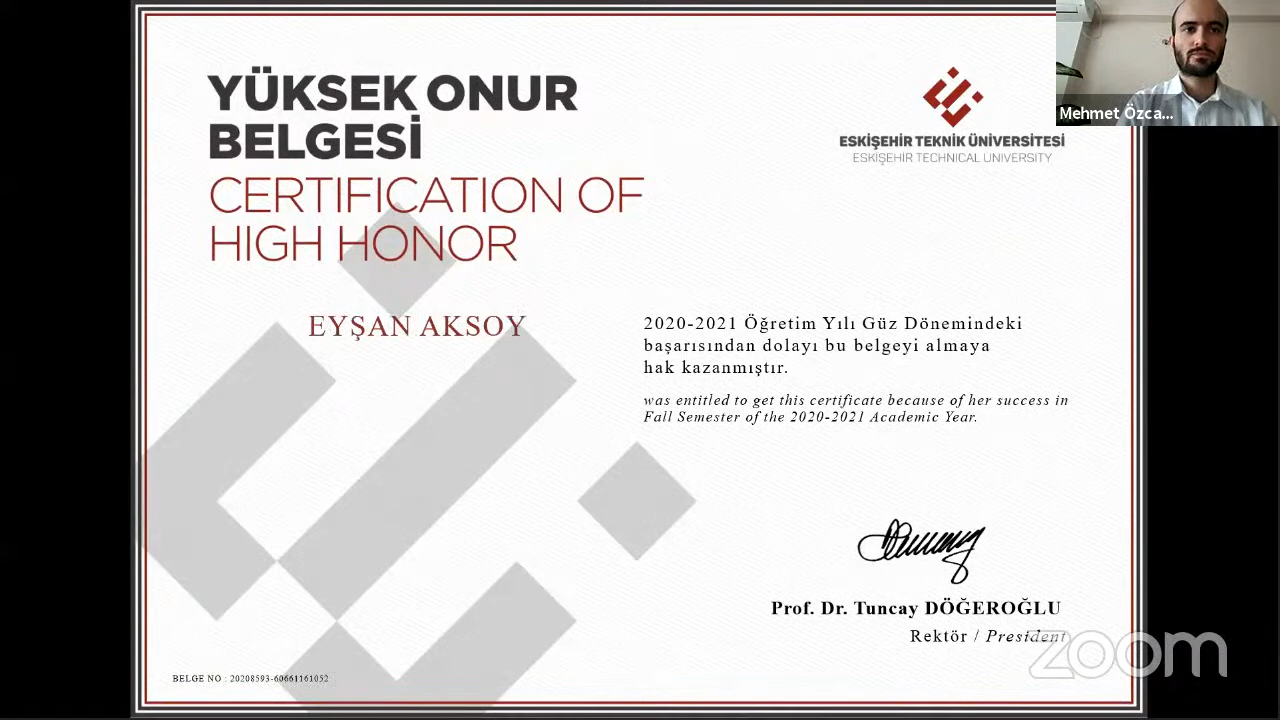 YÜKSEK ONUR
BELGESİ
CERTIFICATION OF
HIGH HONOR
ESKİŞEHİR TEKNİK ÜNİVERSİTESİ
ESKİŞEHİR TECHNICAL UNIVERSITY
Mehmet Özca...
EYŞAN AKSOY
2020-2021 Öğretim Yılı Güz Dönemindeki
başarısından dolayı bu belgeyi almaya
hak kazanmıştır.
was entitled to get this certificate because of her success in
Fall Semester of the 2020-2021 Academic Year.
Prof. Dr. Tuncay DÖĞEROĞLU
Rektör / President
zoom
BELGE NO : 20208593-60661161052